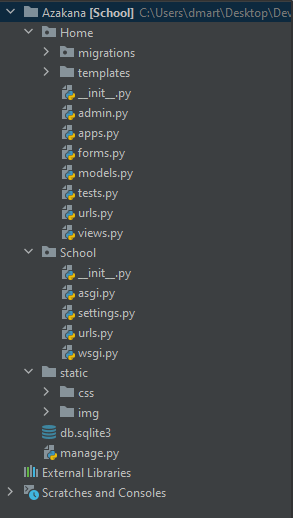 Azakana [School] C:\Users\dmart\Desktop\Dev
Home
migrations
templates
__init__.py
admin.py
apps.py
forms.py
models.py
tests.py
urls.py
views.py
School
__init__.py
asgi.py
settings.py
urls.py
wsgi.py
static
css
img
db.sqlite3
manage.py
External Libraries
Scratches and Consoles